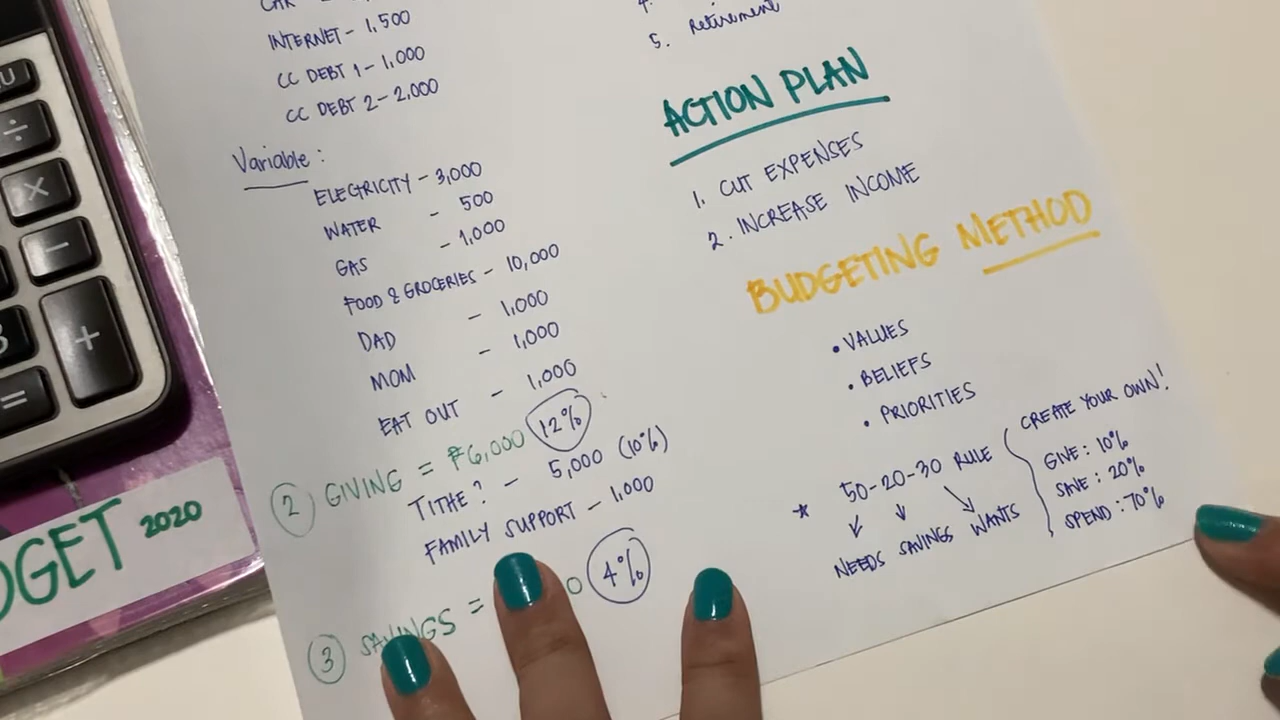 CAR -
INTERNET - 1,500
CC DEBT 1 - 1,000
CC DEBT 2 - 2,000
Variable:
ELECTRICITY - 3,000
WATER - 500
GAS - 1,000
FOOD & GROCERIES - 10,000
DAD - 1,000
MOM - 1,000
EAT OUT - 1,000
2 GIVING = ₱6,000 12%
TITHE? - 5,000 (10%)
FAMILY SUPPORT - 1,000
3 SAVINGS = 4%
5. Retirement
ACTION PLAN
1. CUT EXPENSES
2. INCREASE INCOME
BUDGETING METHOD
• VALUES
• BELIEFS
• PRIORITIES
* 50-20-30 RULE
NEEDS SAVINGS WANTS
CREATE YOUR OWN!
GIVE: 10%
SAVE: 20%
SPEND: 70%
2020
÷
×
−
+
=